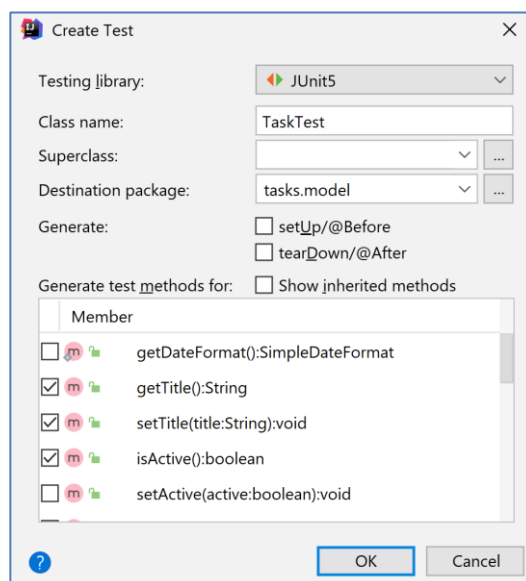 Create Test
Testing library: JUnit5
Class name: TaskTest
Superclass: ...
Destination package: tasks.model ...
Generate: setUp/@Before
tearDown/@After
Generate test methods for: Show inherited methods
Member
m getDateFormat():SimpleDateFormat
m getTitle():String
m setTitle(title:String):void
m isActive():boolean
m setActive(active:boolean):void
? OK Cancel